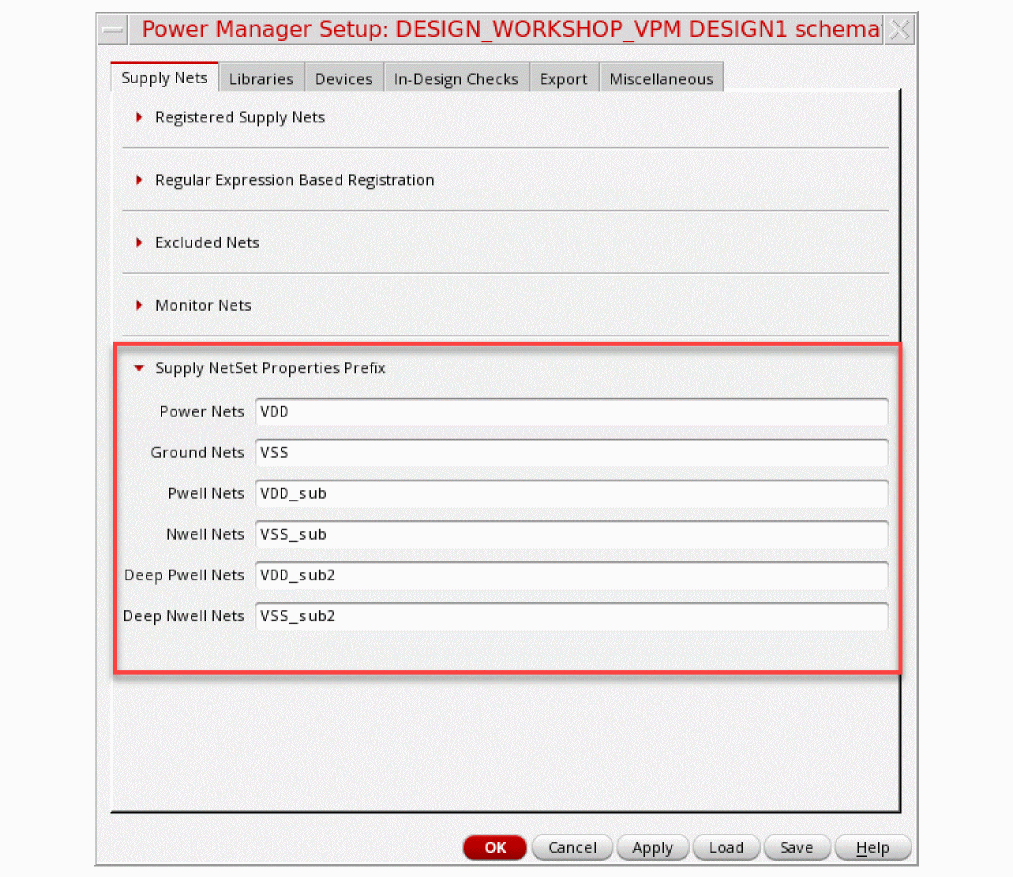 Power Manager Setup: DESIGN_WORKSHOP_VPM DESIGN1 schema
Supply Nets Libraries Devices In-Design Checks Export Miscellaneous
Registered Supply Nets
Regular Expression Based Registration
Excluded Nets
Monitor Nets
Supply NetSet Properties Prefix
Power Nets VDD
Ground Nets VSS
Pwell Nets VDD_sub
Nwell Nets VSS_sub
Deep Pwell Nets VDD_sub2
Deep Nwell Nets VSS_sub2
OK Cancel Apply Load Save Help